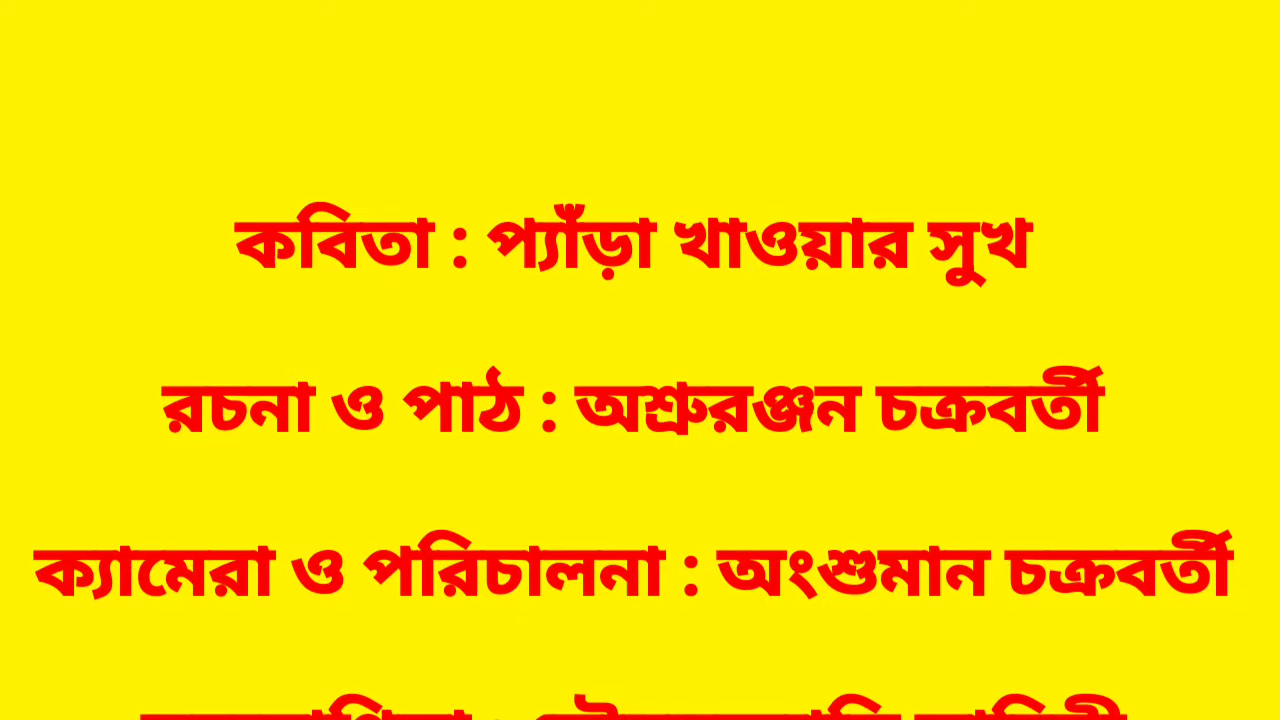 কবিতা : প্যাঁড়া খাওয়ার সুখ
রচনা ও পাঠ : অশ্রুরঞ্জন চক্রবর্তী
ক্যামেরা ও পরিচালনা : অংশুমান চক্রবর্তী